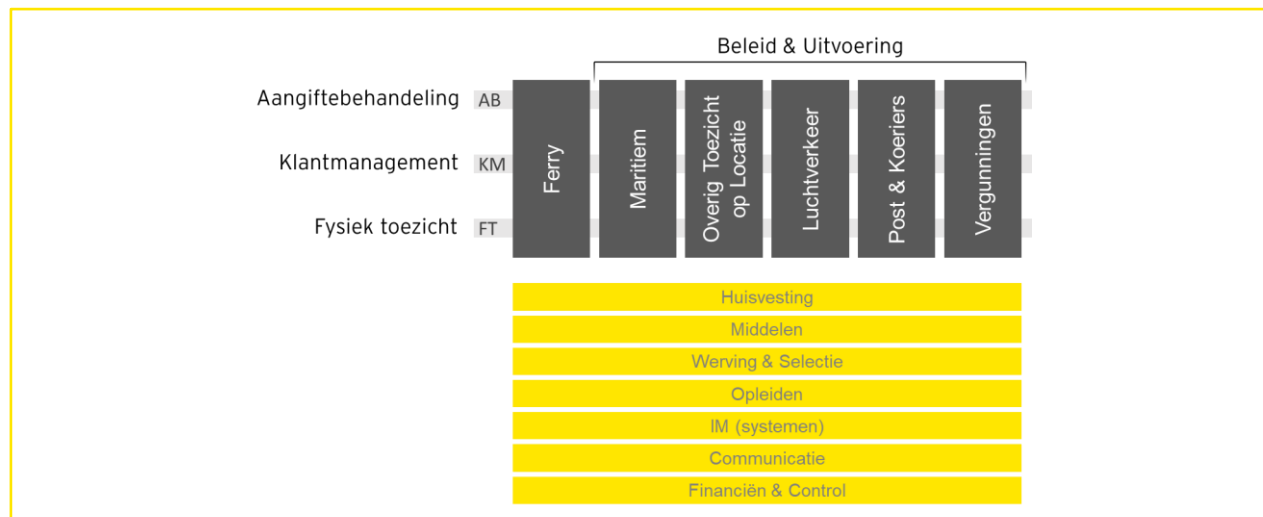 Beleid & Uitvoering
Aangiftebehandeling AB
Klantmanagement KM
Fysiek toezicht FT
Ferry
Maritiem
Overig Toezicht
op Locatie
Luchtverkeer
Post & Koeriers
Vergunningen
Huisvesting
Middelen
Werving & Selectie
Opleiden
IM (systemen)
Communicatie
Financiën & Control